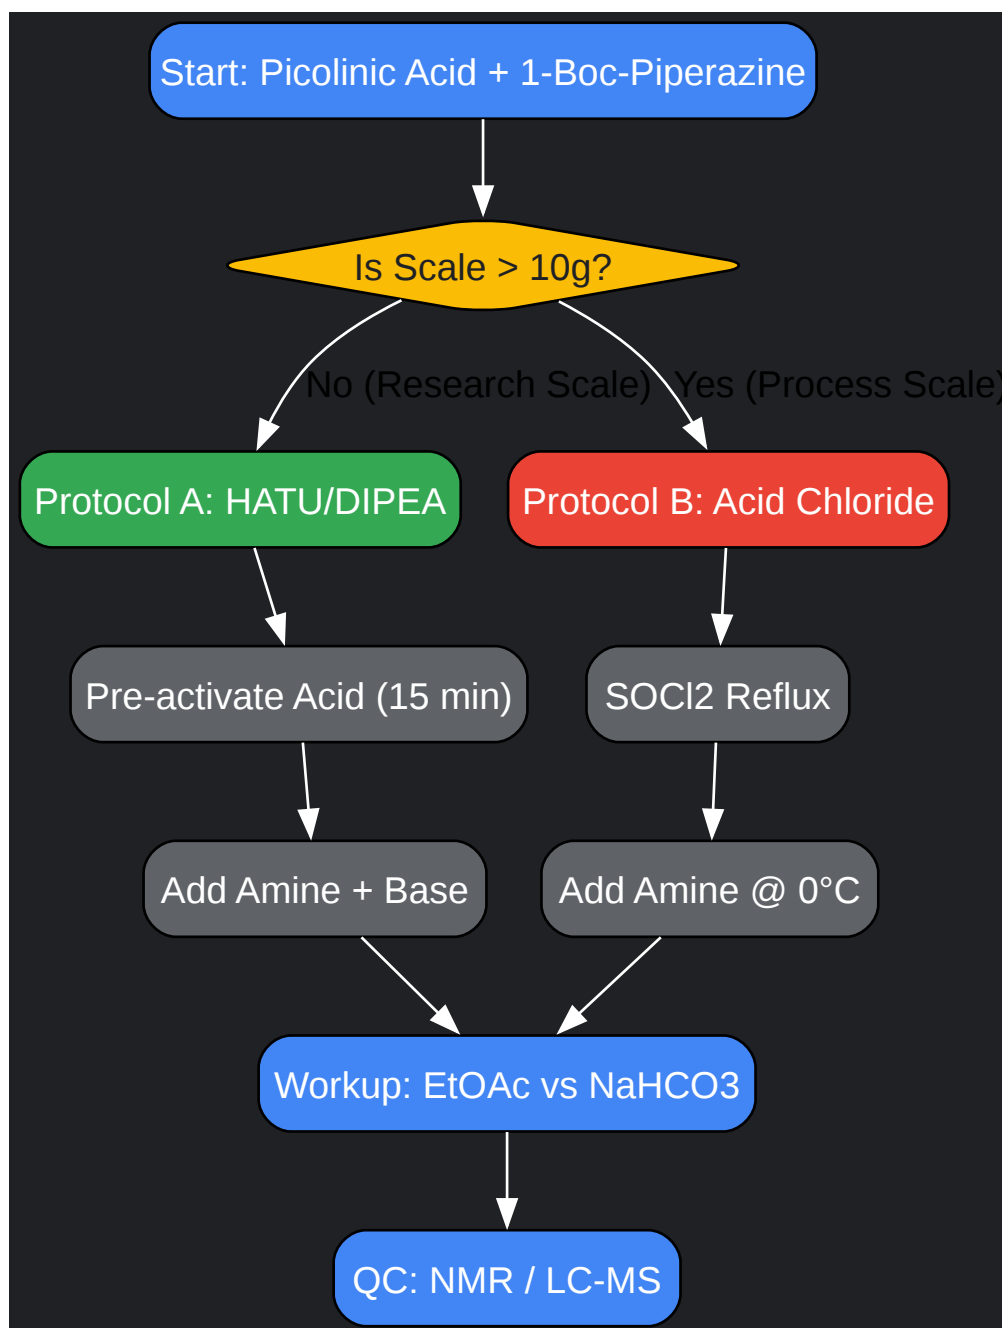 Start: Picolinic Acid + 1-Boc-Piperazine
Is Scale > 10g?
No (Research Scale)
Yes (Process Scale)
Protocol A: HATU/DIPEA
Protocol B: Acid Chloride
Pre-activate Acid (15 min)
SOCl2 Reflux
Add Amine + Base
Add Amine @ 0°C
Workup: EtOAc vs NaHCO3
QC: NMR / LC-MS